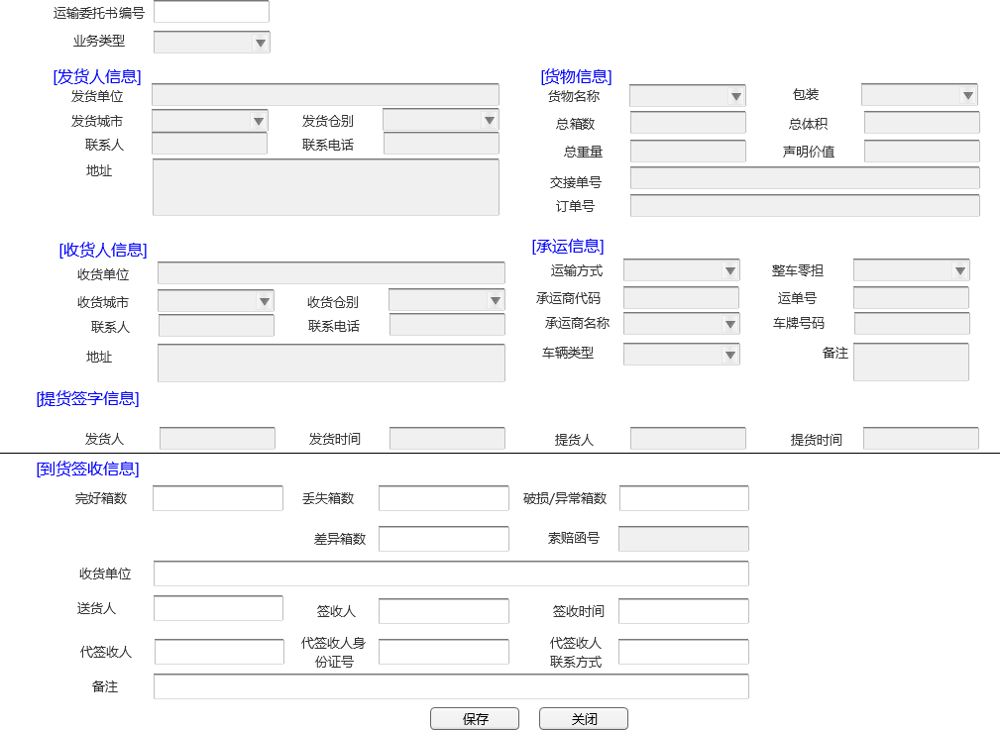 运输委托书编号
业务类型
[发货人信息]
发货单位
发货城市 发货仓别
联系人 联系电话
地址
[货物信息]
货物名称 包装
总箱数 总体积
总重量 声明价值
交接单号
订单号
[收货人信息]
收货单位
收货城市 收货仓别
联系人 联系电话
地址
[承运信息]
运输方式 整车零担
承运商代码 运单号
承运商名称 车牌号码
车辆类型 备注
[提货签字信息]
发货人 发货时间 提货人 提货时间
[到货签收信息]
完好箱数 丢失箱数 破损/异常箱数
差异箱数 索赔函号
收货单位
送货人 签收人 签收时间
代签收人 代签收人身
份证号 代签收人
联系方式
备注
保存 关闭